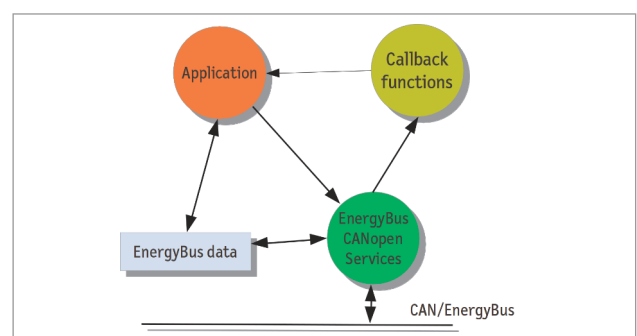 Application
Callback
functions
EnergyBus
CANopen
Services
EnergyBus data
CAN/EnergyBus